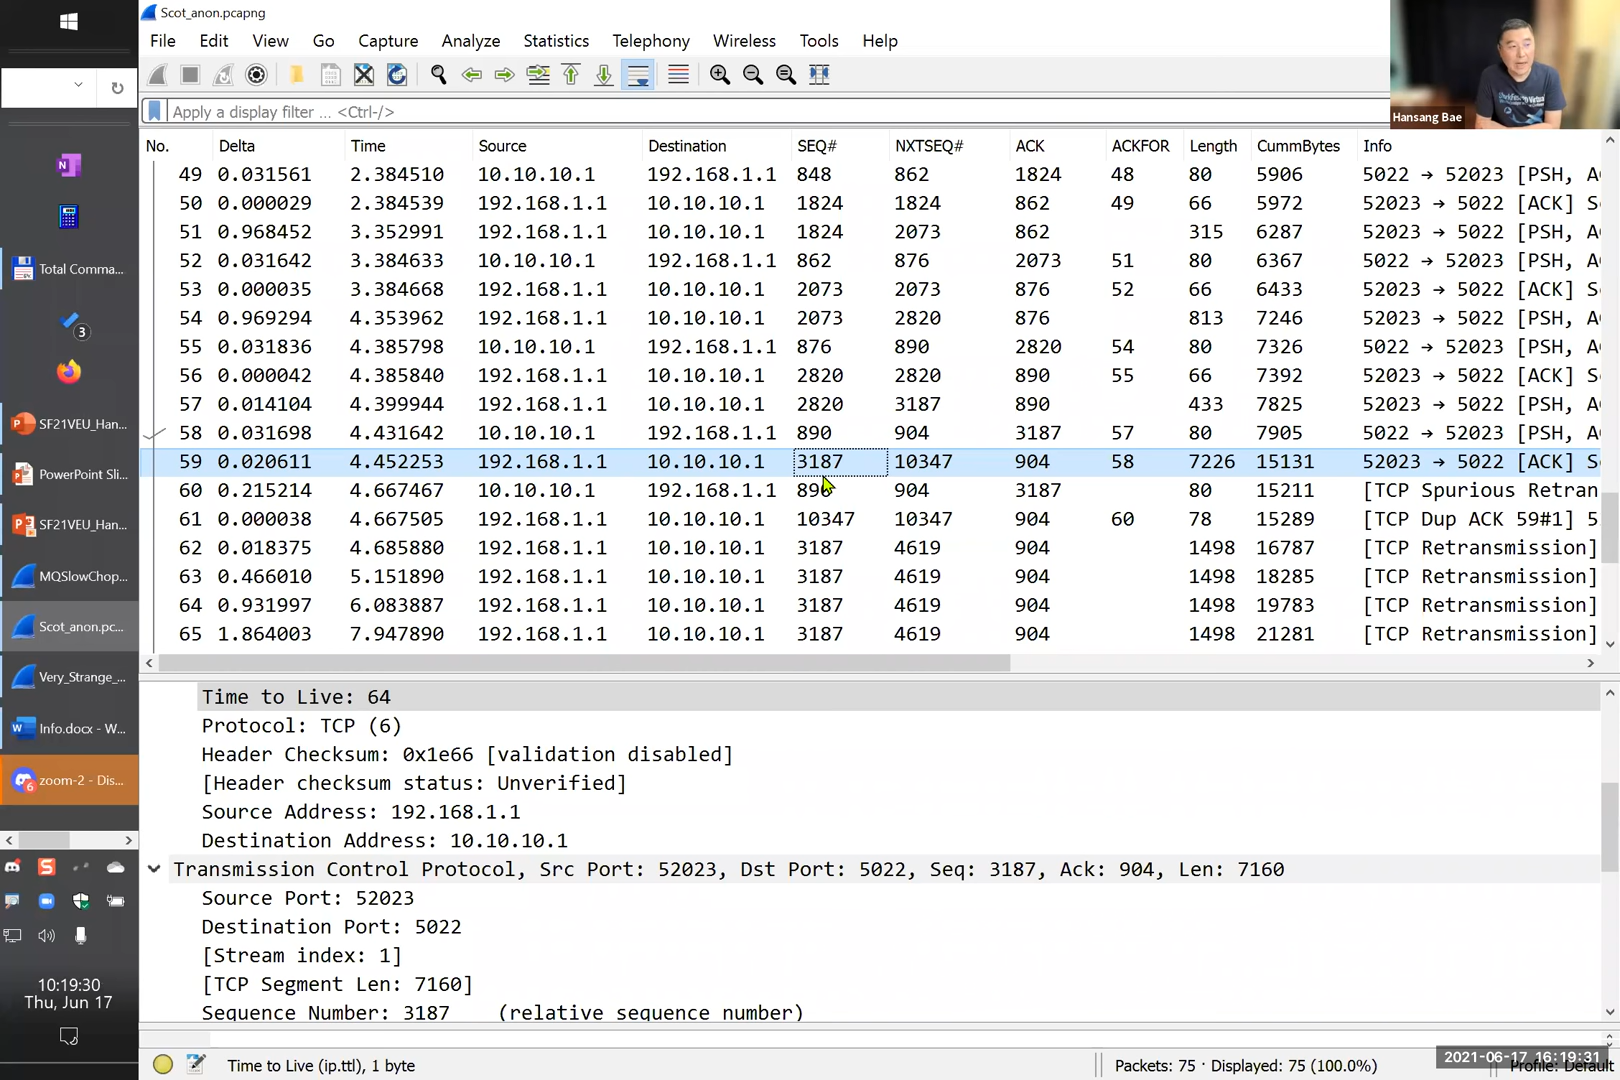 Scot_anon.pcapng
File Edit View Go Capture Analyze Statistics Telephony Wireless Tools Help
Apply a display filter ... <Ctrl-/>
Hansang Bae
No. Delta Time Source Destination SEQ# NXTSEQ# ACK ACKFOR Length CummBytes Info
49 0.031561 2.384510 10.10.10.1 192.168.1.1 848 862 1824 48 80 5906 5022 → 52023 [PSH, A
50 0.000029 2.384539 192.168.1.1 10.10.10.1 1824 1824 862 49 66 5972 52023 → 5022 [ACK] S
51 0.968452 3.352991 192.168.1.1 10.10.10.1 1824 2073 862 315 6287 52023 → 5022 [PSH, A
52 0.031642 3.384633 10.10.10.1 192.168.1.1 862 876 2073 51 80 6367 5022 → 52023 [PSH, A
53 0.000035 3.384668 192.168.1.1 10.10.10.1 2073 2073 876 52 66 6433 52023 → 5022 [ACK] S
54 0.969294 4.353962 192.168.1.1 10.10.10.1 2073 2820 876 813 7246 52023 → 5022 [PSH, A
55 0.031836 4.385798 10.10.10.1 192.168.1.1 876 890 2820 54 80 7326 5022 → 52023 [PSH, A
56 0.000042 4.385840 192.168.1.1 10.10.10.1 2820 2820 890 55 66 7392 52023 → 5022 [ACK] S
57 0.014104 4.399944 192.168.1.1 10.10.10.1 2820 3187 890 433 7825 52023 → 5022 [PSH, A
58 0.031698 4.431642 10.10.10.1 192.168.1.1 890 904 3187 57 80 7905 5022 → 52023 [PSH, A
59 0.020611 4.452253 192.168.1.1 10.10.10.1 3187 10347 904 58 7226 15131 52023 → 5022 [ACK] S
60 0.215214 4.667467 10.10.10.1 192.168.1.1 890 904 3187 80 15211 [TCP Spurious Retran
61 0.000038 4.667505 192.168.1.1 10.10.10.1 10347 10347 904 60 78 15289 [TCP Dup ACK 59#1] 5
62 0.018375 4.685880 192.168.1.1 10.10.10.1 3187 4619 904 1498 16787 [TCP Retransmission]
63 0.466010 5.151890 192.168.1.1 10.10.10.1 3187 4619 904 1498 18285 [TCP Retransmission]
64 0.931997 6.083887 192.168.1.1 10.10.10.1 3187 4619 904 1498 19783 [TCP Retransmission]
65 1.864003 7.947890 192.168.1.1 10.10.10.1 3187 4619 904 1498 21281 [TCP Retransmission]
Time to Live: 64
Protocol: TCP (6)
Header Checksum: 0x1e66 [validation disabled]
[Header checksum status: Unverified]
Source Address: 192.168.1.1
Destination Address: 10.10.10.1
Transmission Control Protocol, Src Port: 52023, Dst Port: 5022, Seq: 3187, Ack: 904, Len: 7160
Source Port: 52023
Destination Port: 5022
[Stream index: 1]
[TCP Segment Len: 7160]
Sequence Number: 3187 (relative sequence number)
Time to Live (ip.ttl), 1 byte
Packets: 75 · Displayed: 75 (100.0%)
Profile: Default
2021-06-17 16:19:31
Total Comma...
3
SF21VEU_Han...
PowerPoint Sli...
SF21VEU_Han...
MQSlowChop...
Scot_anon.pc...
Very_Strange_...
Info.docx - W...
zoom-2 - Dis...
6
10:19:30
Thu, Jun 17